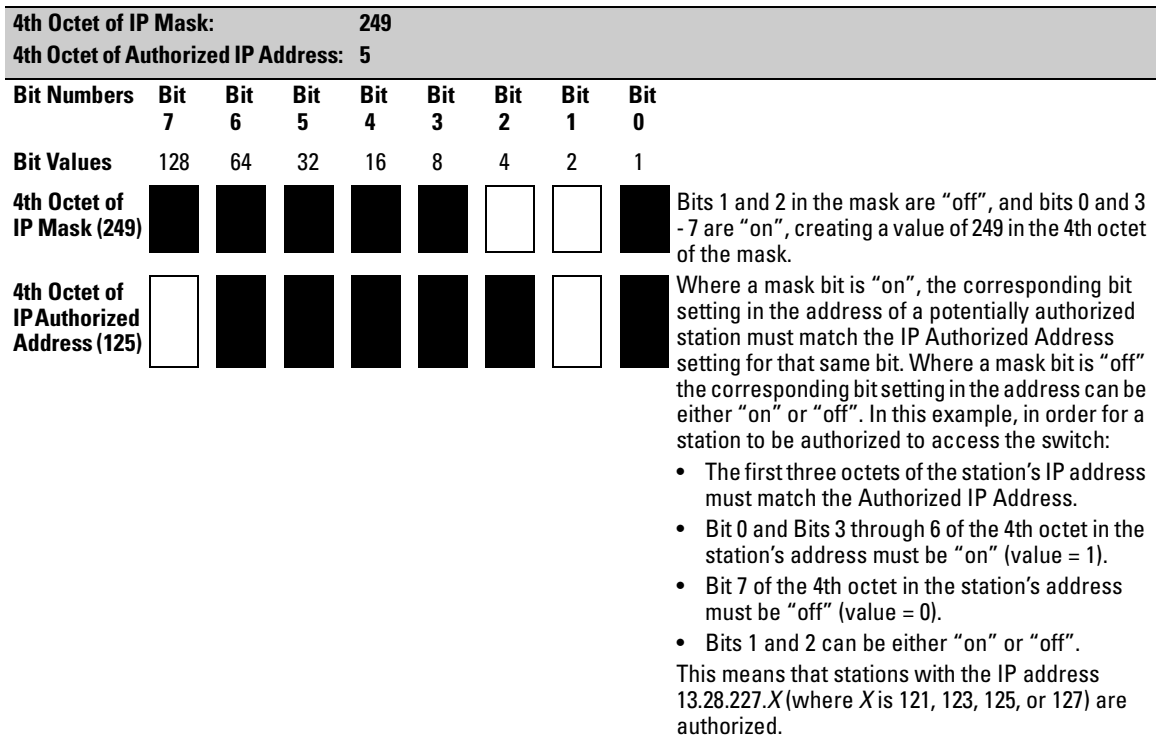 4th Octet of IP Mask: 249
4th Octet of Authorized IP Address: 5
Bit Numbers Bit 7 Bit 6 Bit 5 Bit 4 Bit 3 Bit 2 Bit 1 Bit 0
Bit Values 128 64 32 16 8 4 2 1
4th Octet of
IP Mask (249)
Bits 1 and 2 in the mask are “off”, and bits 0 and 3
- 7 are “on”, creating a value of 249 in the 4th octet
of the mask.
4th Octet of
IP Authorized
Address (125)
Where a mask bit is “on”, the corresponding bit
setting in the address of a potentially authorized
station must match the IP Authorized Address
setting for that same bit. Where a mask bit is “off”
the corresponding bit setting in the address can be
either “on” or “off”. In this example, in order for a
station to be authorized to access the switch:
• The first three octets of the station’s IP address
must match the Authorized IP Address.
• Bit 0 and Bits 3 through 6 of the 4th octet in the
station’s address must be “on” (value = 1).
• Bit 7 of the 4th octet in the station’s address
must be “off” (value = 0).
• Bits 1 and 2 can be either “on” or “off”.
This means that stations with the IP address
13.28.227.X (where X is 121, 123, 125, or 127) are
authorized.